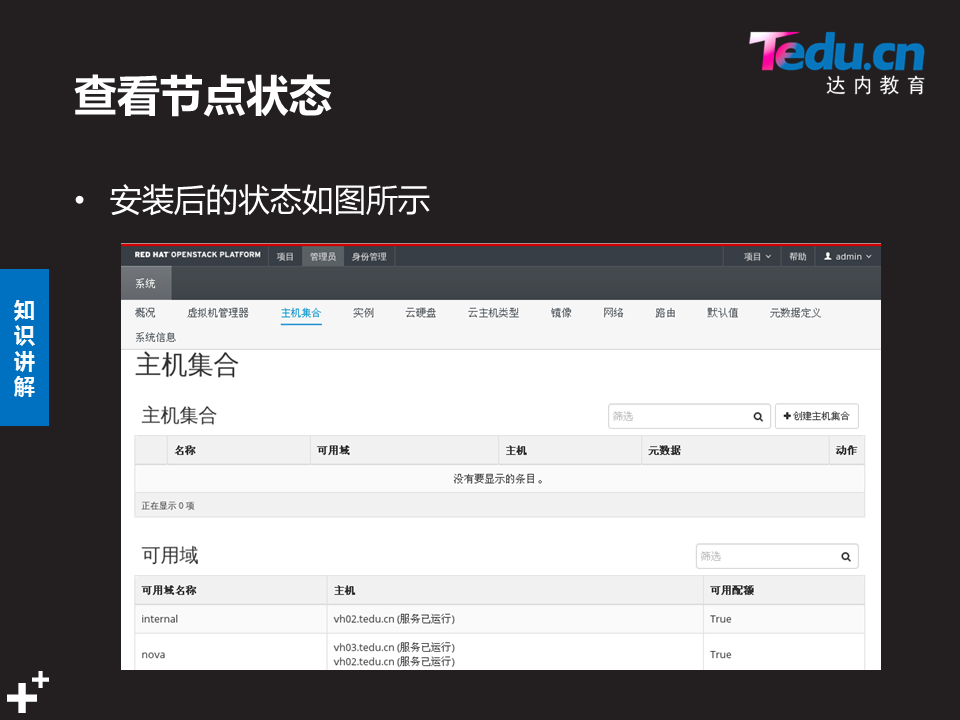 Tedu.cn
达内教育
查看节点状态
• 安装后的状态如图所示
知识讲解
RED HAT OPENSTACK PLATFORM 项目 管理员 身份管理 项目 帮助 admin
系统
概况 虚拟机管理器 主机集合 实例 云硬盘 云主机类型 镜像 网络 路由 默认值 元数据定义
系统信息
主机集合
主机集合 筛选 创建主机集合
名称 可用域 主机 元数据 动作
没有要显示的条目。
正在显示 0 项
可用域 筛选
可用域名称 主机 可用配额
internal vh02.tedu.cn (服务已运行) True
vh03.tedu.cn (服务已运行)
nova True
vh02.tedu.cn (服务已运行)